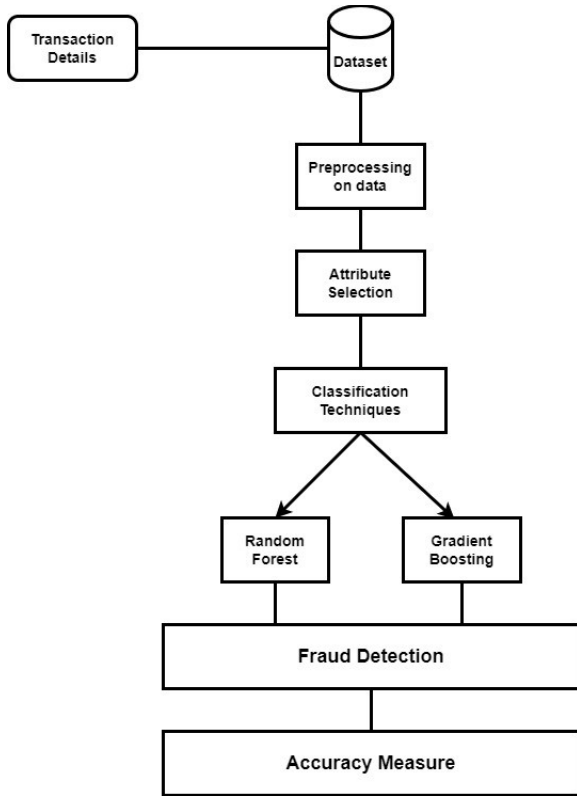 Transaction
Details
Dataset
Preprocessing
on data
Attribute
Selection
Classification
Techniques
Random
Forest
Gradient
Boosting
Fraud Detection
Accuracy Measure